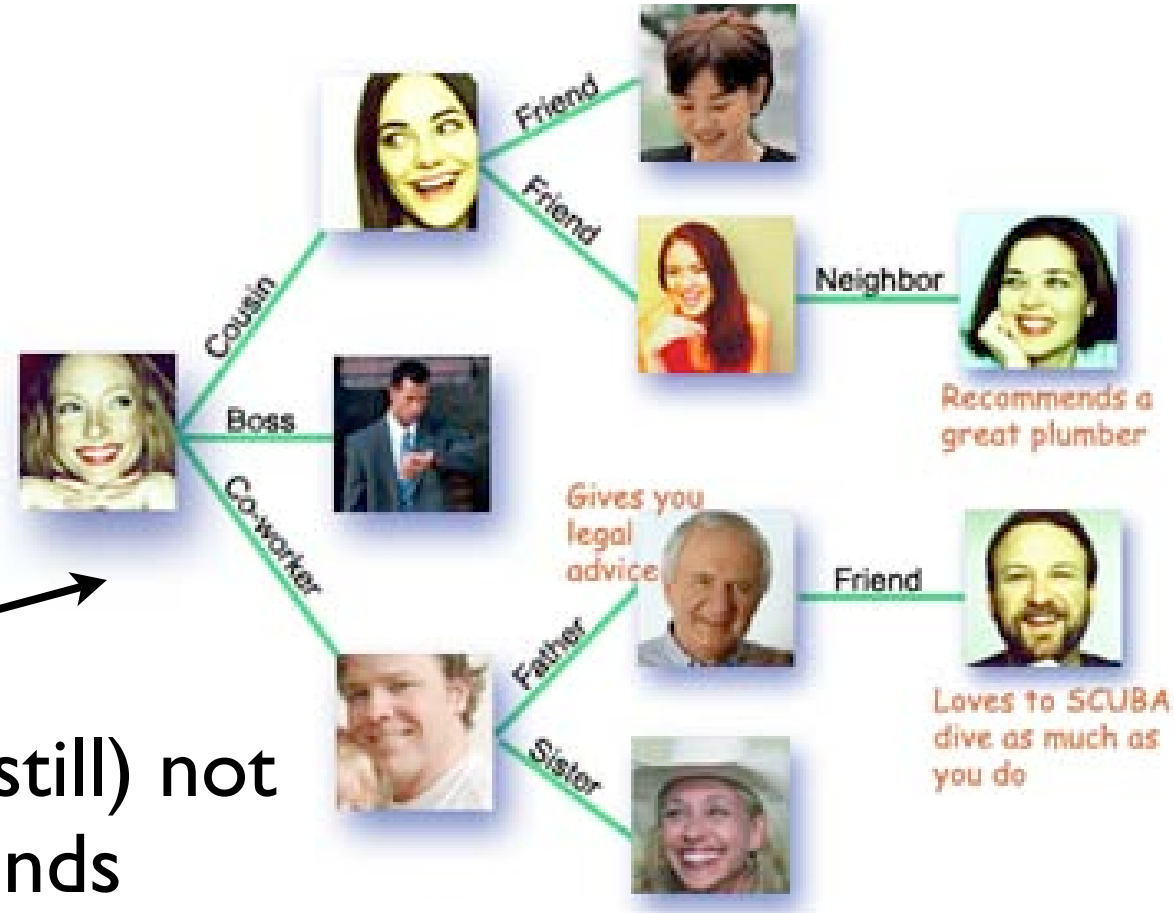 Friend
Friend
Neighbor
Cousin
Recommends a
great plumber
Boss
Co-worker
Gives you
legal
advice
Friend
Father
Loves to SCUBA
dive as much as
you do
Sister
still) not
nds